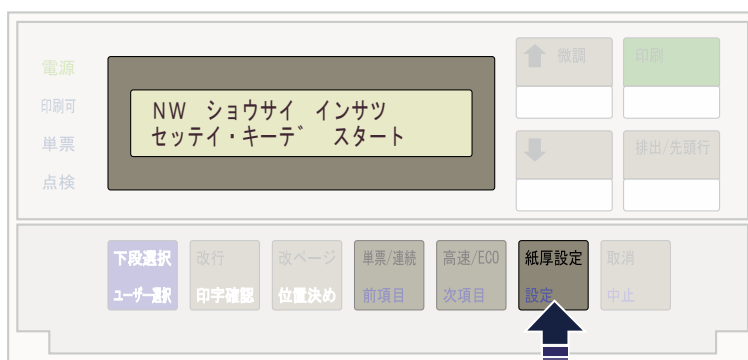 電源
印刷可
単票
点検
NW ショウサイ インサツ
セッテイ・キーデ゛ スタート
微調
印刷
排出/先頭行
下段選択
ユーザー選択
改行
印字確認
改ページ
位置決め
単票/連続
前項目
高速/ECO
次項目
紙厚設定
設定
取消
中止